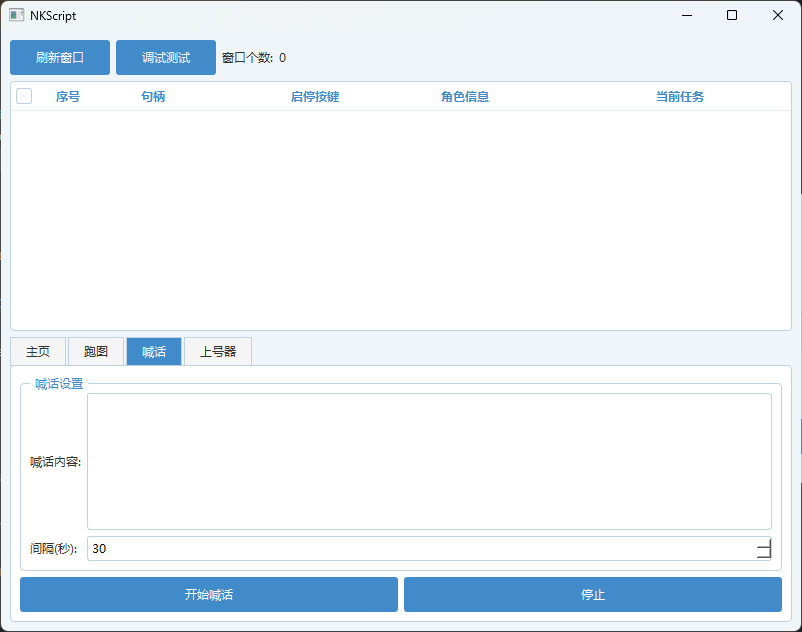 NKScript
刷新窗口 调试测试 窗口个数: 0
序号 句柄 启停按键 角色信息 当前任务
主页 跑图 喊话 上号器
喊话设置
喊话内容:
间隔(秒): 30
开始喊话 停止